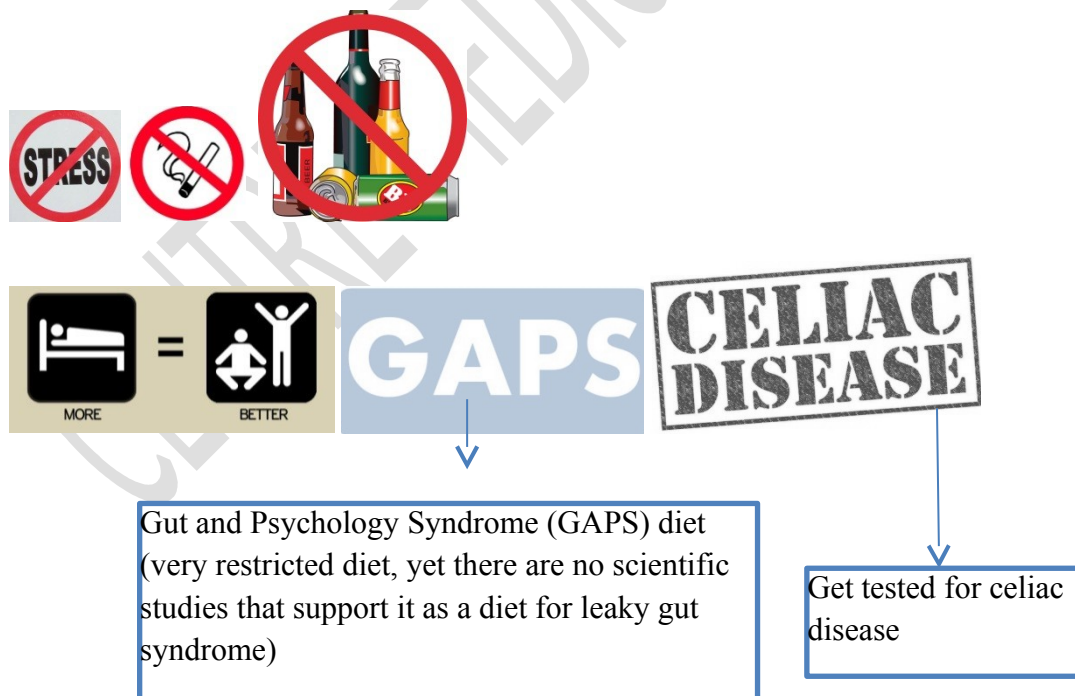 STRESS
BEER
=
MORE
BETTER
GAPS
CELIAC
DISEASE
Gut and Psychology Syndrome (GAPS) diet
(very restricted diet, yet there are no scientific
studies that support it as a diet for leaky gut
syndrome)
Get tested for celiac
disease